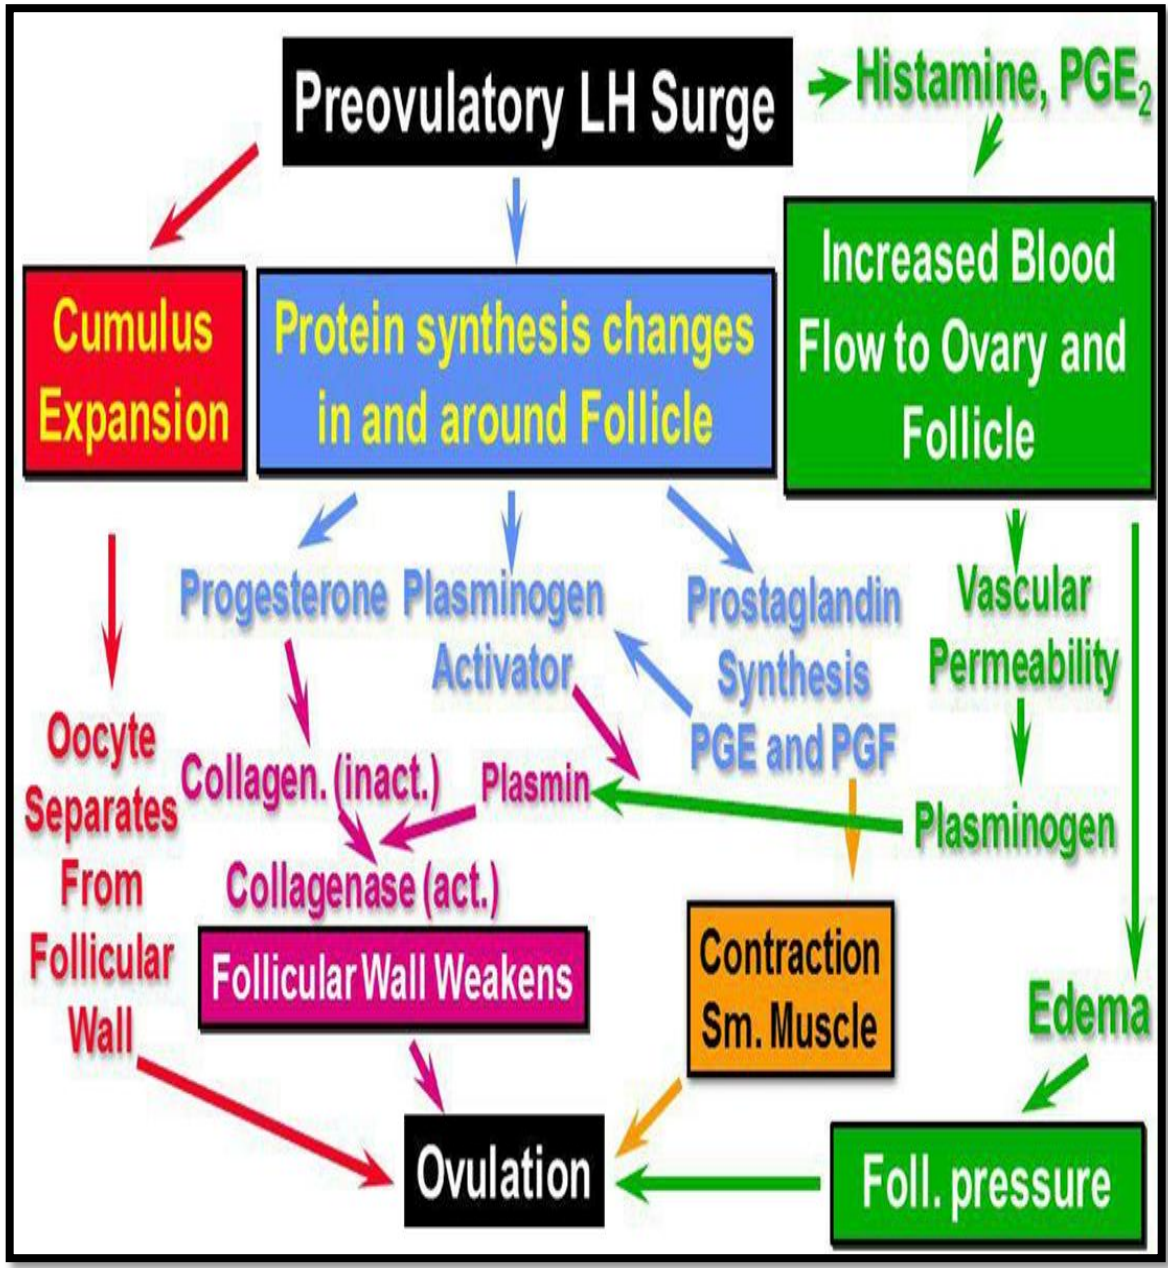 Preovulatory LH Surge
Histamine, PGE₂
Cumulus
Expansion
Protein synthesis changes
in and around Follicle
Increased Blood
Flow to Ovary and
Follicle
Progesterone
Plasminogen
Activator
Prostaglandin
Synthesis
PGE and PGF
Vascular
Permeability
Oocyte
Separates
From
Follicular
Wall
Collagen. (inact.)
Plasmin
Plasminogen
Collagenase (act.)
Follicular Wall Weakens
Contraction
Sm. Muscle
Edema
Ovulation
Foll. pressure